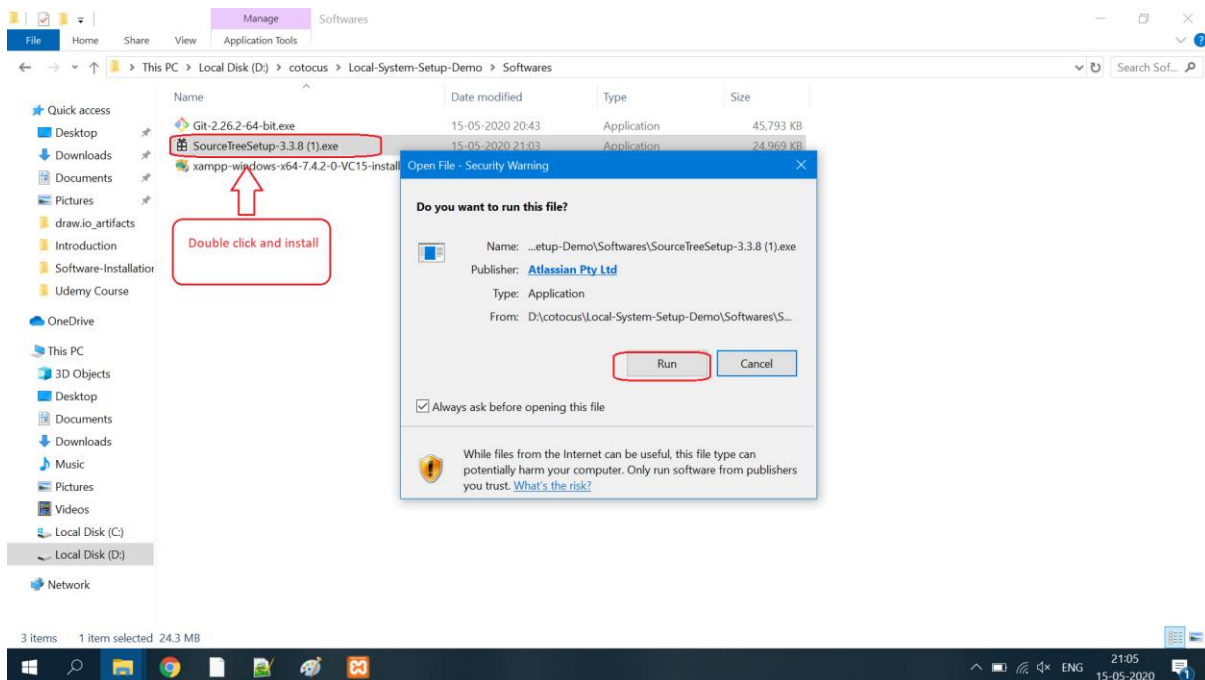 Manage
Softwares
File Home Share View Application Tools
This PC > Local Disk (D:) > cotocus > Local-System-Setup-Demo > Softwares
Search Sof...
Name Date modified Type Size
Quick access
Desktop
Downloads
Documents
Pictures
draw.io_artifacts
Introduction
Software-Installation
Udemy Course
OneDrive
This PC
3D Objects
Desktop
Documents
Downloads
Music
Pictures
Videos
Local Disk (C:)
Local Disk (D:)
Network
Git-2.26.2-64-bit.exe 15-05-2020 20:43 Application 45,793 KB
SourceTreeSetup-3.3.8 (1).exe 15-05-2020 21:03 Application 24,969 KB
xampp-windows-x64-7.4.2-0-VC15-install
Double click and install
Open File - Security Warning
Do you want to run this file?
Name: ...etup-Demo\Softwares\SourceTreeSetup-3.3.8 (1).exe
Publisher: Atlassian Pty Ltd
Type: Application
From: D:\cotocus\Local-System-Setup-Demo\Softwares\S...
Run Cancel
Always ask before opening this file
While files from the Internet can be useful, this file type can
potentially harm your computer. Only run software from publishers
you trust. What's the risk?
3 items 1 item selected 24.3 MB
ENG
21:05
15-05-2020